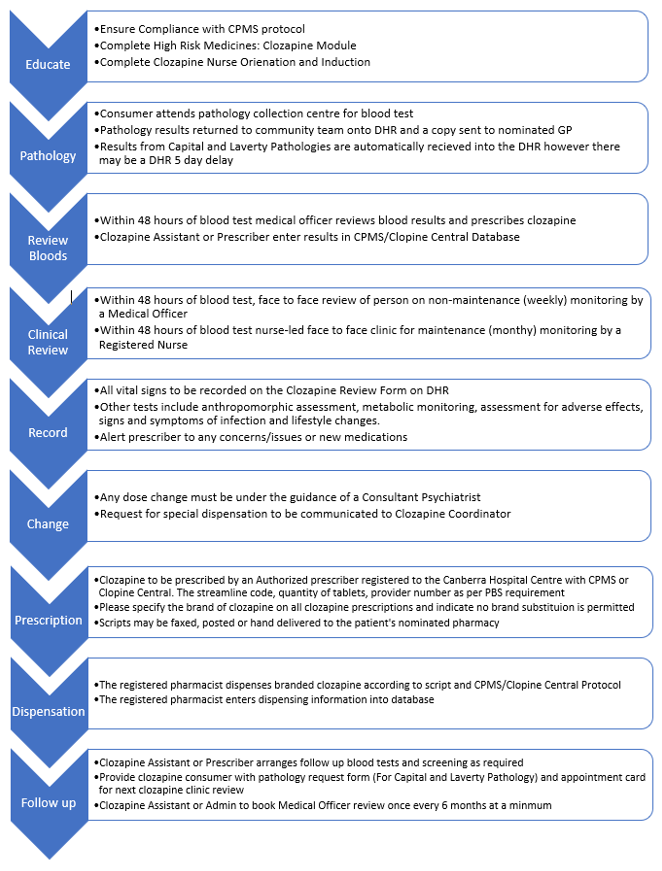 Educate
•Ensure Compliance with CPMS protocol
•Complete High Risk Medicines: Clozapine Module
•Complete Clozapine Nurse Orienation and Induction
Pathology
•Consumer attends pathology collection centre for blood test
•Pathology results returned to community team onto DHR and a copy sent to nominated GP
•Results from Capital and Laverty Pathologies are automatically recieved into the DHR however there
may be a DHR 5 day delay
Review
Bloods
•Within 48 hours of blood test medical officer reviews blood results and prescribes clozapine
•Clozapine Assistant or Prescriber enter results in CPMS/Clopine Central Database
Clinical
Review
•Within 48 hours of blood test, face to face review of person on non-maintenance (weekly) monitoring by
a Medical Officer
•Within 48 hours of blood test nurse-led face to face clinic for maintenance (monthy) monitoring by a
Registered Nurse
Record
•All vital signs to be recorded on the Clozapine Review Form on DHR
•Other tests include anthropomorphic assessment, metabolic monitoring, assessment for adverse effects,
signs and symptoms of infection and lifestyle changes.
•Alert prescriber to any concerns/issues or new medications
Change
•Any dose change must be under the guidance of a Consultant Psychiatrist
•Request for special dispensation to be communicated to Clozapine Coordinator
Prescription
•Clozapine to be prescribed by an Authorized prescriber registered to the Canberra Hospital Centre with CPMS or
Clopine Central. The streamline code, quantity of tablets, provider number as per PBS requirement
•Please specify the brand of clozapine on all clozapine prescriptions and indicate no brand substituion is permitted
•Scripts may be faxed, posted or hand delivered to the patient's nominated pharmacy
Dispensation
•The registered pharmacist dispenses branded clozapine according to script and CPMS/Clopine Central Protocol
•The registered pharmacist enters dispensing information into database
Follow up
•Clozapine Assistant or Prescriber arranges follow up blood tests and screening as required
•Provide clozapine consumer with pathology request form (For Capital and Laverty Pathology) and appointment card
for next clozapine clinic review
•Clozapine Assistant or Admin to book Medical Officer review once every 6 months at a minmum